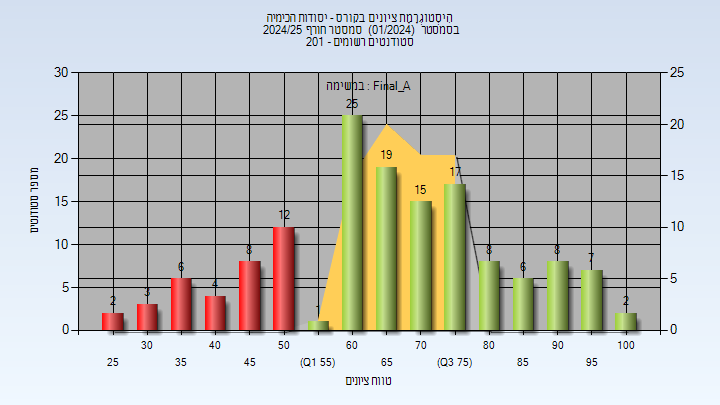 היסטוגרמת ציונים בקורס - יסודות הכימיה
בסמסטר (01/2024) סמסטר חורף 2024/25
סטודנטים רשומים - 201
במשימה : Final_A
מספר סטודנטים
30 25 20 15 10 5 0
25 20 15 10 5 0
2 3 6 4 8 12 1 25 19 15 17 8 6 8 7 2
30 40 50 60 70 80 90 100
25 35 45 (Q1 55) 65 (Q3 75) 85 95
טווח ציונים